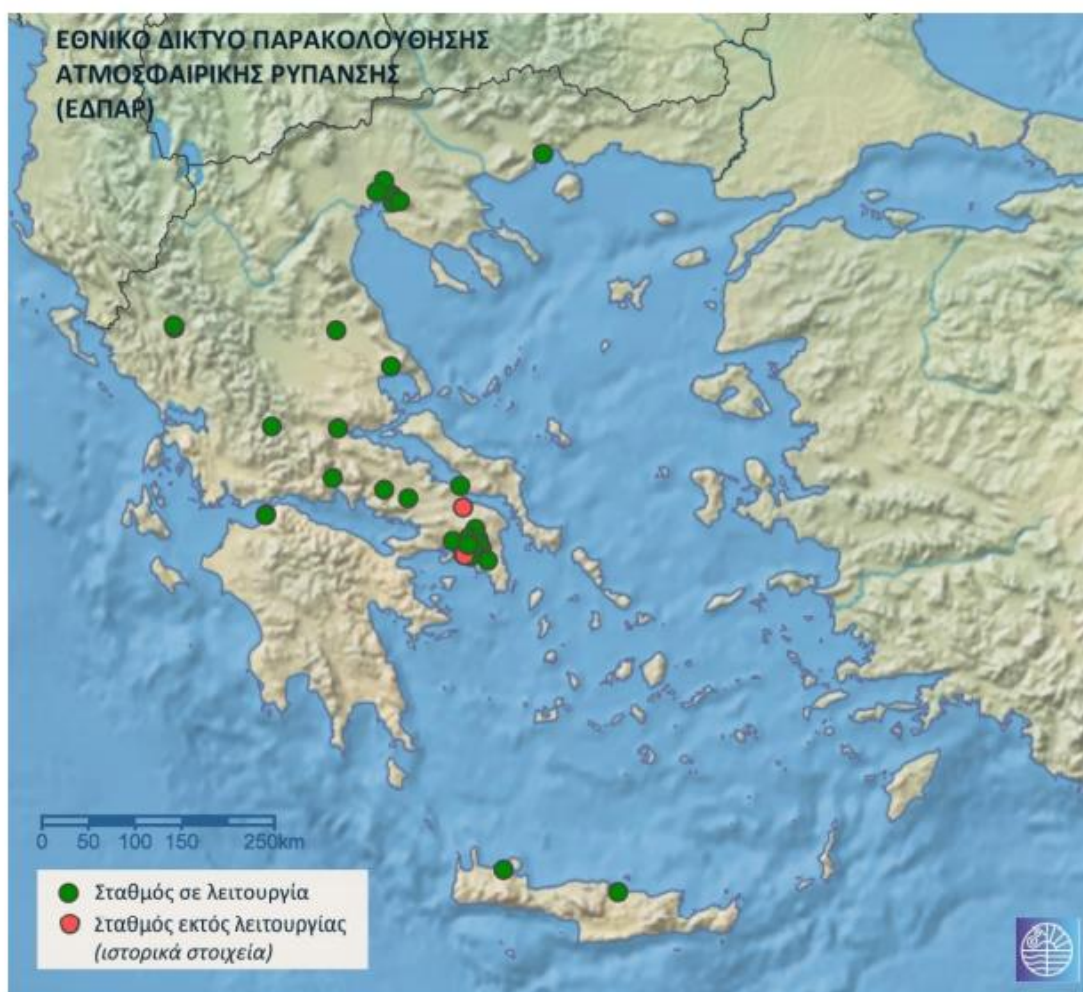 ΕΘΝΙΚΟ ΔΙΚΤΥΟ ΠΑΡΑΚΟΛΟΥΘΗΣΗΣ
ΑΤΜΟΣΦΑΙΡΙΚΗΣ ΡΥΠΑΝΣΗΣ
(ΕΔΠΑΡ)
0 50 100 150 250km
Σταθμός σε λειτουργία
Σταθμός εκτός λειτουργίας
(ιστορικά στοιχεία)